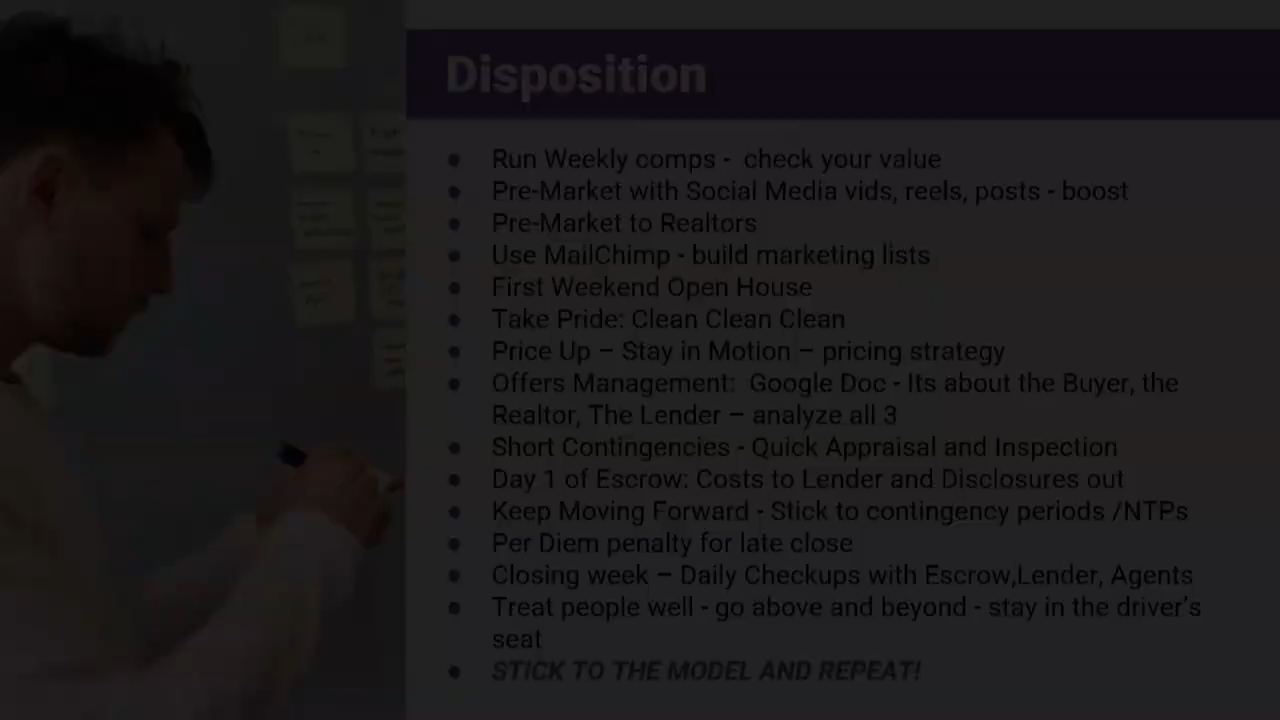 Disposition
Run Weekly comps - check your value
Pre-Market with Social Media vids, reels, posts - boost
Pre-Market to Realtors
Use MailChimp - build marketing lists
First Weekend Open House
Take Pride: Clean Clean Clean
Price Up – Stay in Motion – pricing strategy
Offers Management:  Google Doc - Its about the Buyer, the
Realtor, The Lender – analyze all 3
Short Contingencies - Quick Appraisal and Inspection
Day 1 of Escrow: Costs to Lender and Disclosures out
Keep Moving Forward - Stick to contingency periods /NTPs
Per Diem penalty for late close
Closing week – Daily Checkups with Escrow,Lender, Agents
Treat people well - go above and beyond - stay in the driver's
seat
STICK TO THE MODEL AND REPEAT!